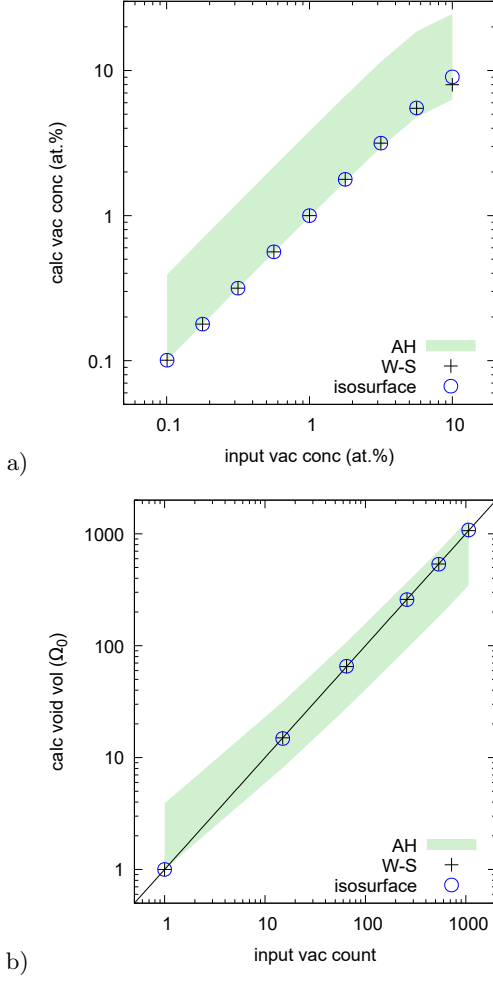 10
1
0.1
calc vac conc (at.%)
AH
W-S
isosurface
0.1 1 10
input vac conc (at.%)
a)
1000
100
10
1
calc void vol (Ω0)
AH
W-S
isosurface
1 10 100 1000
input vac count
b)